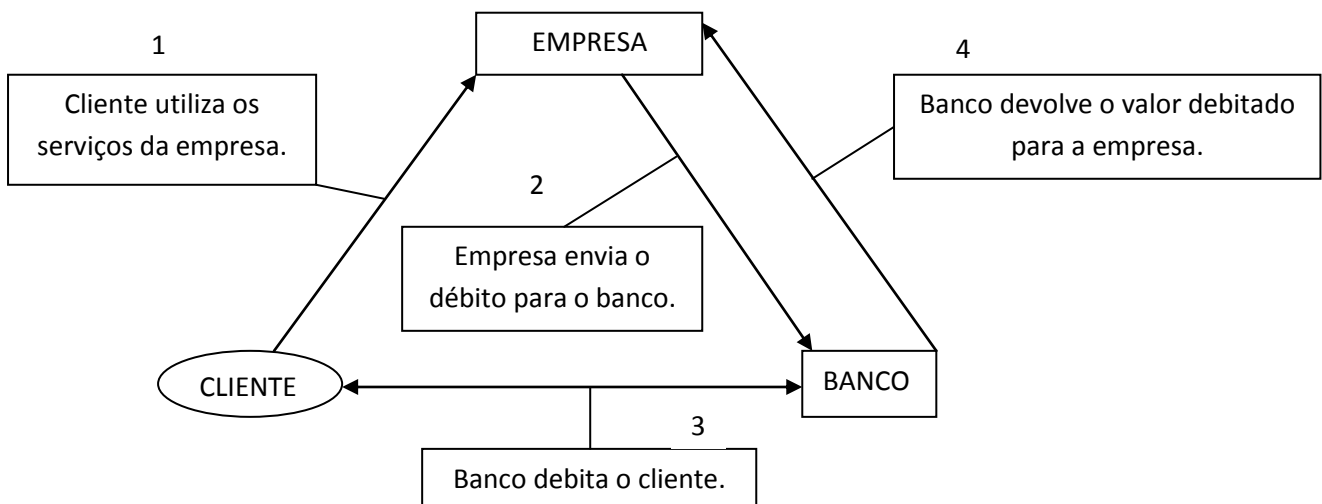 1
EMPRESA
4
Cliente utiliza os
serviços da empresa.
Banco devolve o valor debitado
para a empresa.
2
Empresa envia o
débito para o banco.
CLIENTE
BANCO
3
Banco debita o cliente.